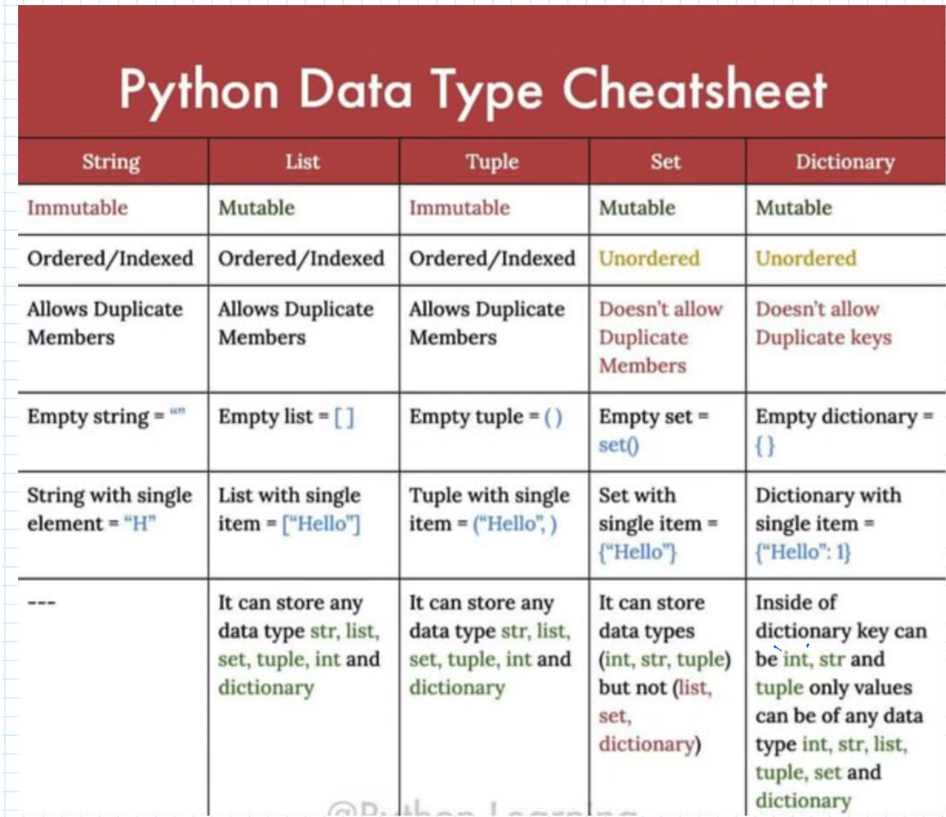 Python Data Type Cheatsheet
String
List
Tuple
Set
Dictionary
Immutable
Mutable
Immutable
Mutable
Mutable
Ordered/Indexed
Ordered/Indexed
Ordered/Indexed
Unordered
Unordered
Allows Duplicate
Members
Allows Duplicate
Members
Allows Duplicate
Members
Doesn't allow
Duplicate
Members
Doesn't allow
Duplicate keys
Empty string = “”
Empty list = [ ]
Empty tuple = ( )
Empty set =
set()
Empty dictionary =
{ }
String with single
element = “H”
List with single
item = [“Hello”]
Tuple with single
item = (“Hello”, )
Set with
single item =
{“Hello”}
Dictionary with
single item =
{“Hello”: 1}
---
It can store any
data type str, list,
set, tuple, int and
dictionary
It can store any
data type str, list,
set, tuple, int and
dictionary
It can store
data types
(int, str, tuple)
but not (list,
set,
dictionary)
Inside of
dictionary key can
be int, str and
tuple only values
can be of any data
type int, str, list,
tuple, set and
dictionary
@Python Learning